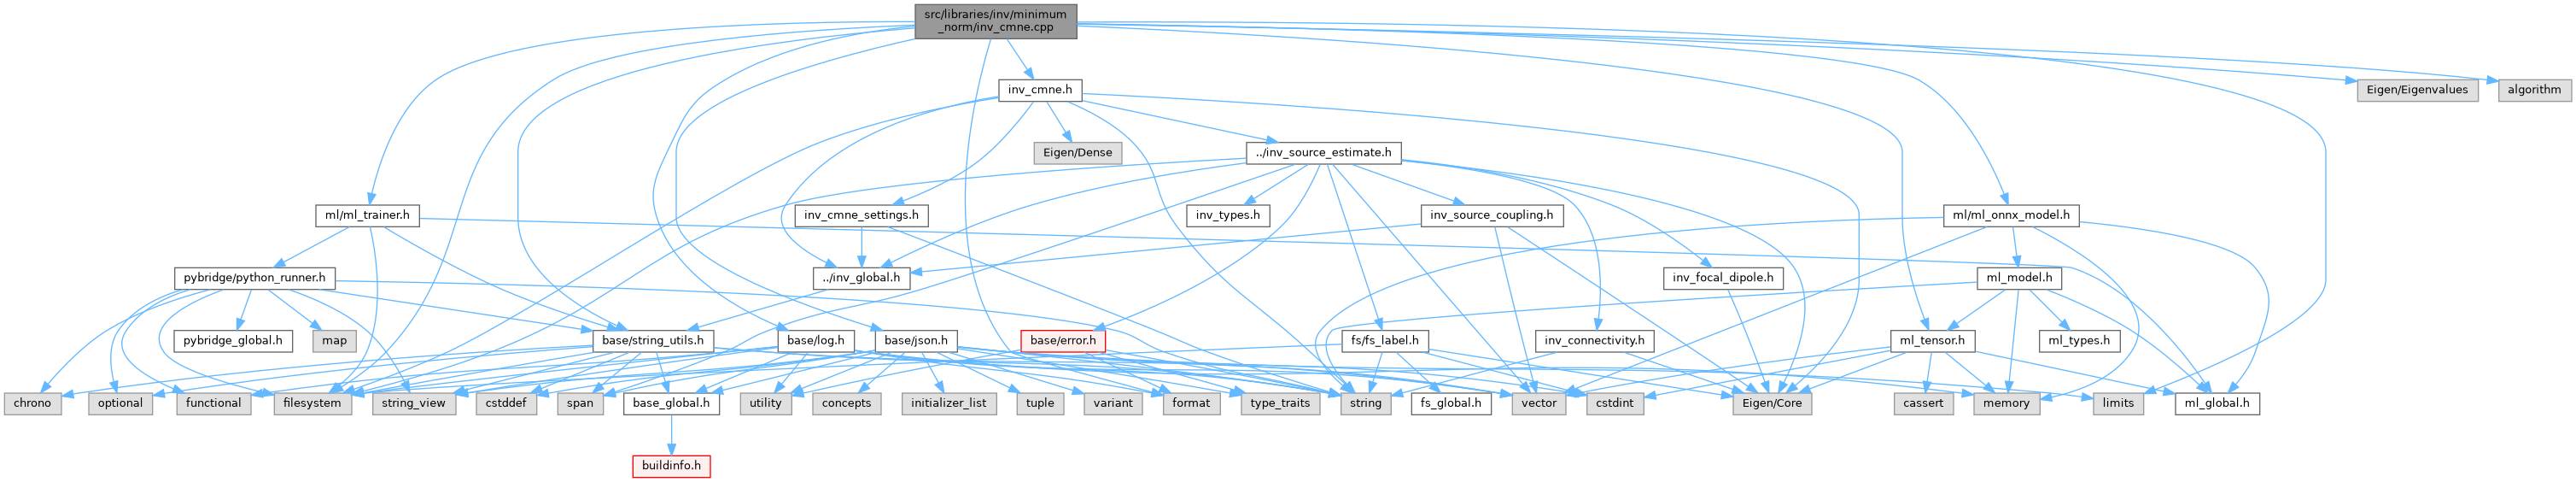 src/libraries/inv/minimum
_norm/inv_cmne.cpp
inv_cmne.h
Eigen/Eigenvalues
algorithm
Eigen/Dense
../inv_source_estimate.h
ml/ml_trainer.h
inv_cmne_settings.h
inv_types.h
inv_source_coupling.h
ml/ml_onnx_model.h
pybridge/python_runner.h
../inv_global.h
inv_focal_dipole.h
ml_model.h
pybridge_global.h
map
base/string_utils.h
base/log.h
base/json.h
base/error.h
fs/fs_label.h
inv_connectivity.h
ml_tensor.h
ml_types.h
chrono
optional
functional
filesystem
string_view
cstddef
span
base_global.h
utility
concepts
initializer_list
tuple
variant
format
type_traits
string
fs_global.h
vector
cstdint
Eigen/Core
cassert
memory
limits
ml_global.h
buildinfo.h